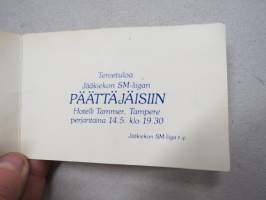 Tervetuloa
Jääkiekon SM-liigan
PÄÄTTÄJÄISIIN
Hotelli Tammer, Tampere
perjantaina 14.5. klo 19.30
Jääkiekon SM-liiga r.y.